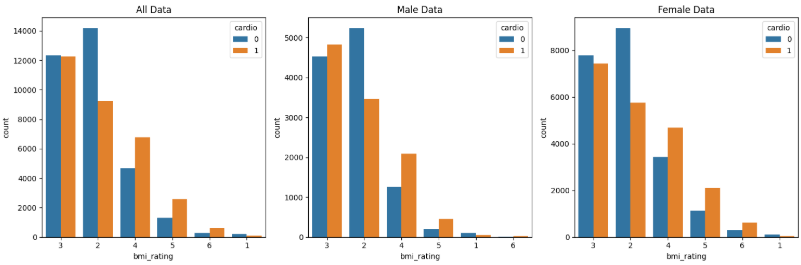 All Data
cardio
0
1
14000
12000
10000
8000
6000
4000
2000
0
count
3 2 4 5 6 1
bmi_rating
Male Data
cardio
0
1
5000
4000
3000
2000
1000
0
count
3 2 4 5 1 6
bmi_rating
Female Data
cardio
0
1
8000
6000
4000
2000
0
count
3 2 4 5 6 1
bmi_rating